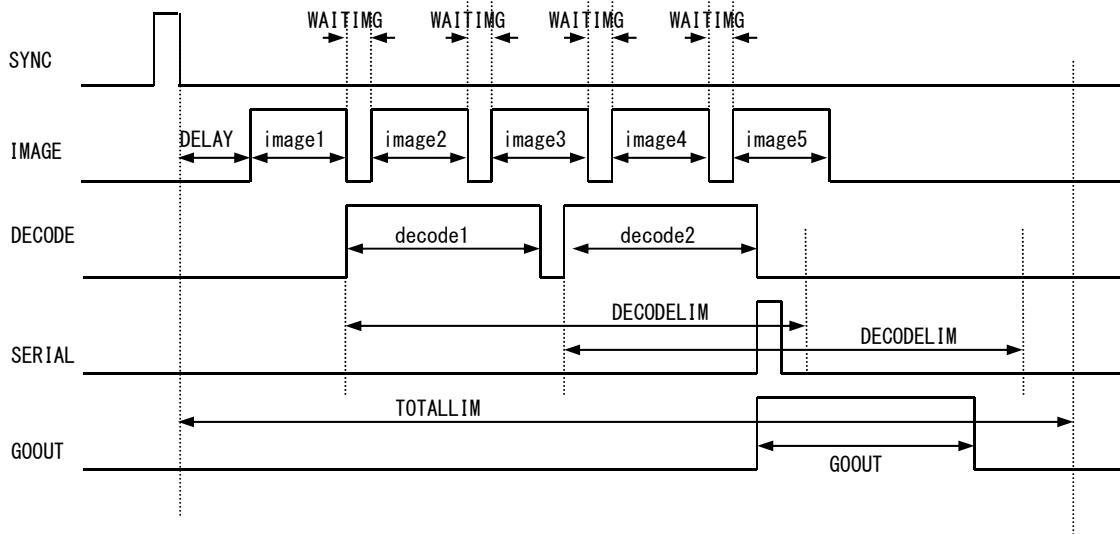 WAITIMG WAITIMG WAITIMG WAITIMG
SYNC
DELAY image1 image2 image3 image4 image5
IMAGE
DECODE decode1 decode2
DECODELIM
DECODELIM
SERIAL
TOTALLIM
GOOUT
GOOUT